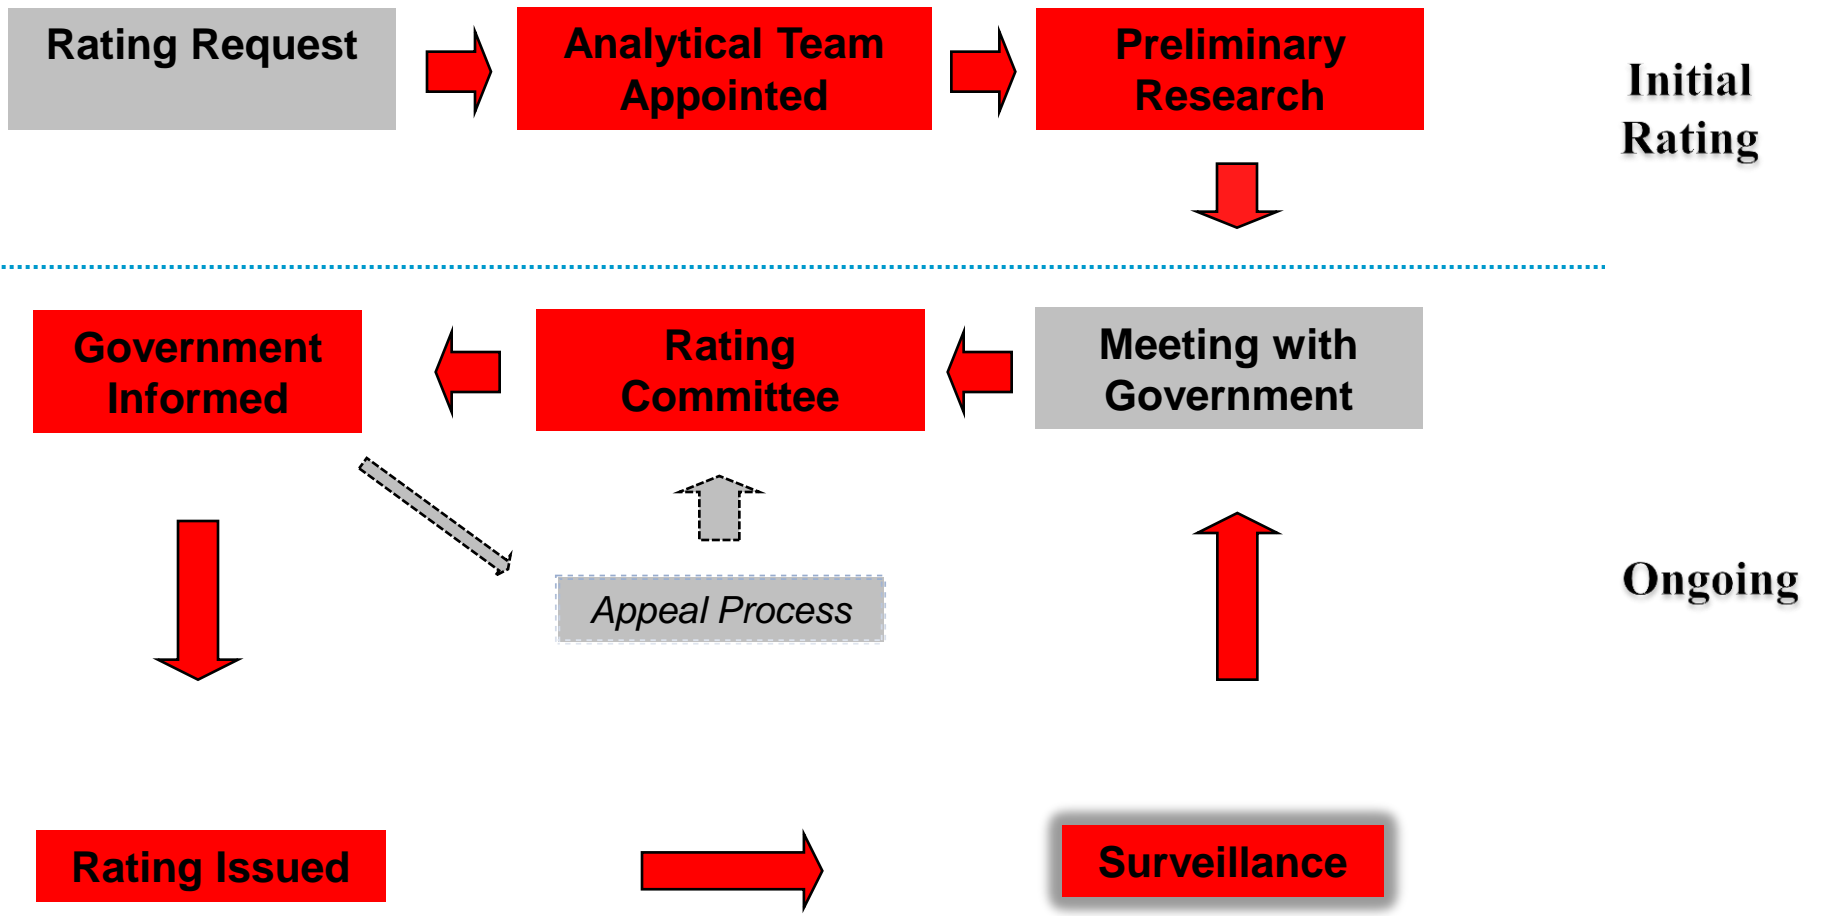 Rating Request
Analytical Team
Appointed
Preliminary
Research
Initial
Rating
Government
Informed
Rating
Committee
Meeting with
Government
Appeal Process
Ongoing
Rating Issued
Surveillance